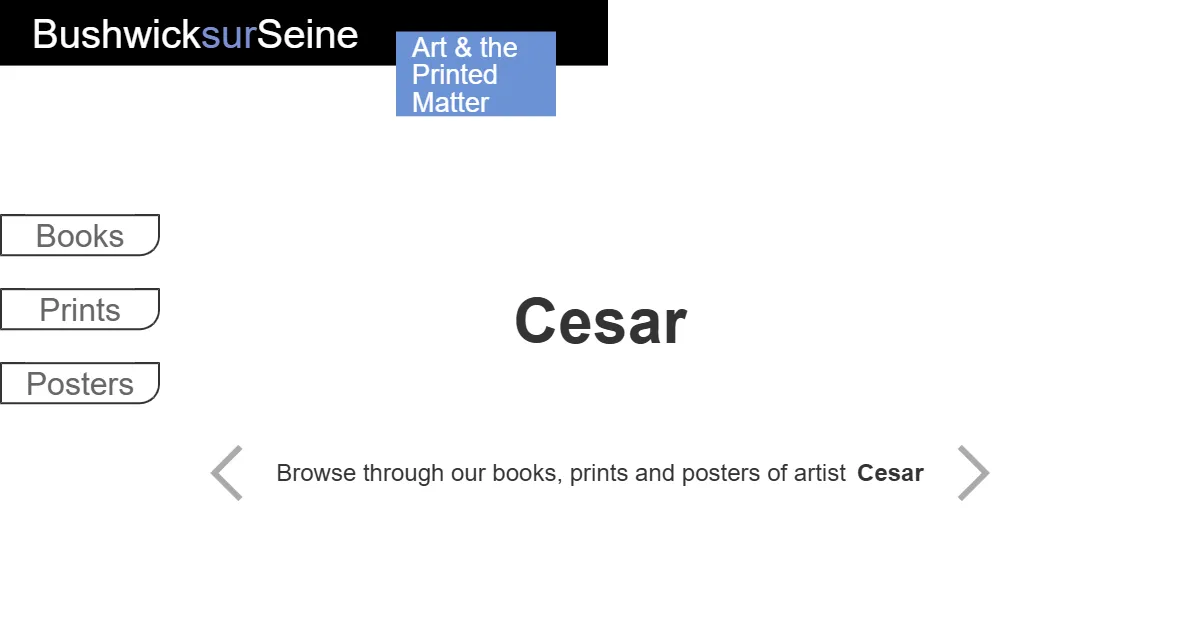 BushwicksurSeine
Art & the
Printed
Matter
Books
Prints
Posters
Cesar
Browse through our books, prints and posters of artist Cesar